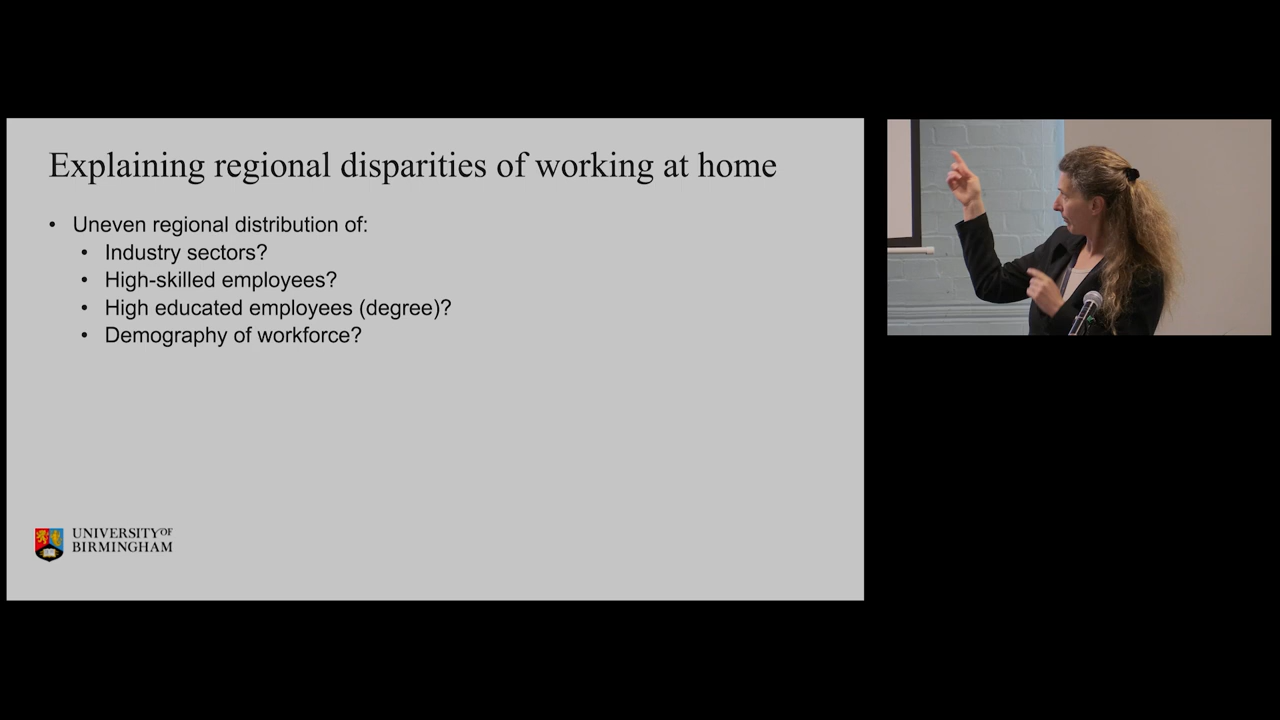 Explaining regional disparities of working at home
• Uneven regional distribution of:
• Industry sectors?
• High-skilled employees?
• High educated employees (degree)?
• Demography of workforce?
UNIVERSITY OF
BIRMINGHAM